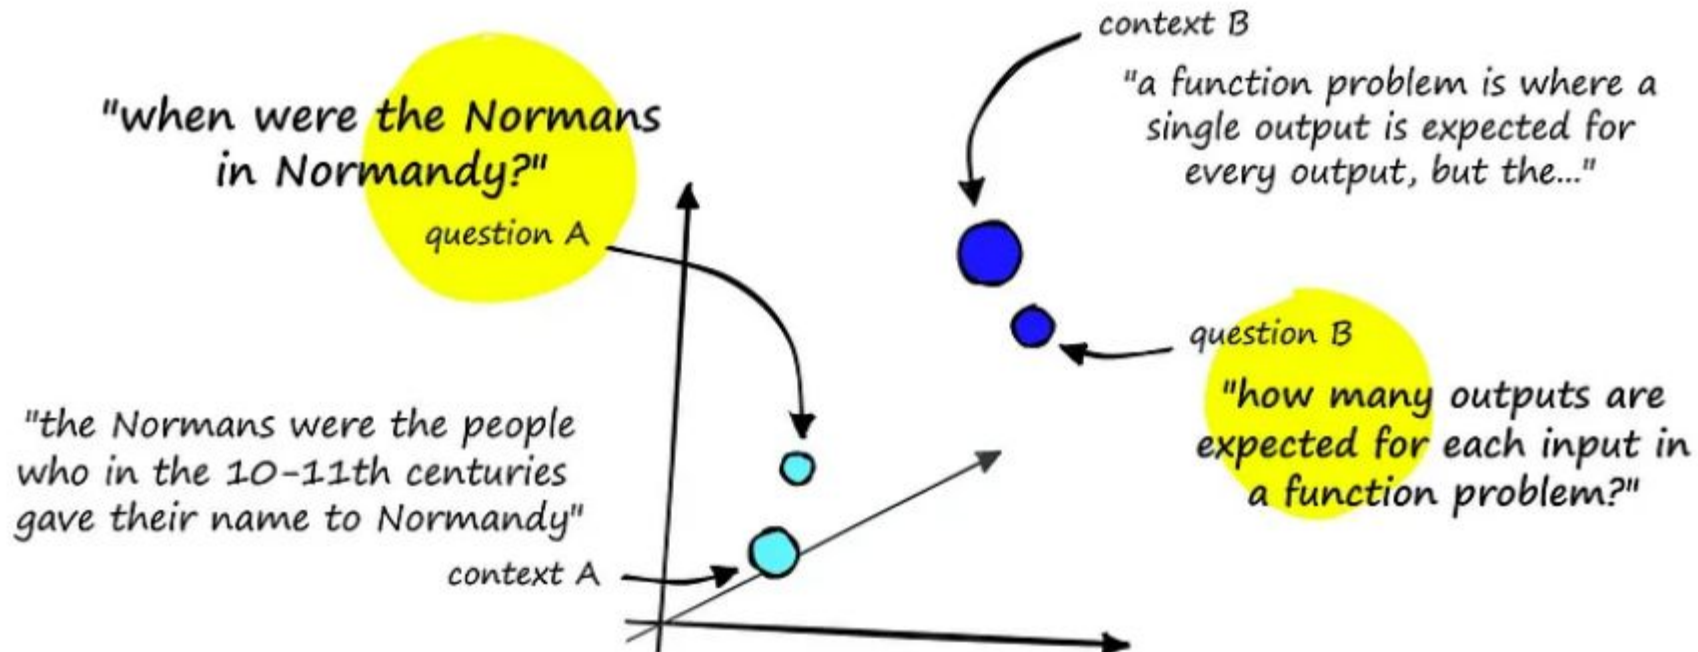 "when were the Normans
in Normandy?"
question A
context B
"a function problem is where a
single output is expected for
every output, but the..."
question B
"how many outputs are
expected for each input in
a function problem?"
"the Normans were the people
who in the 10-11th centuries
gave their name to Normandy"
context A